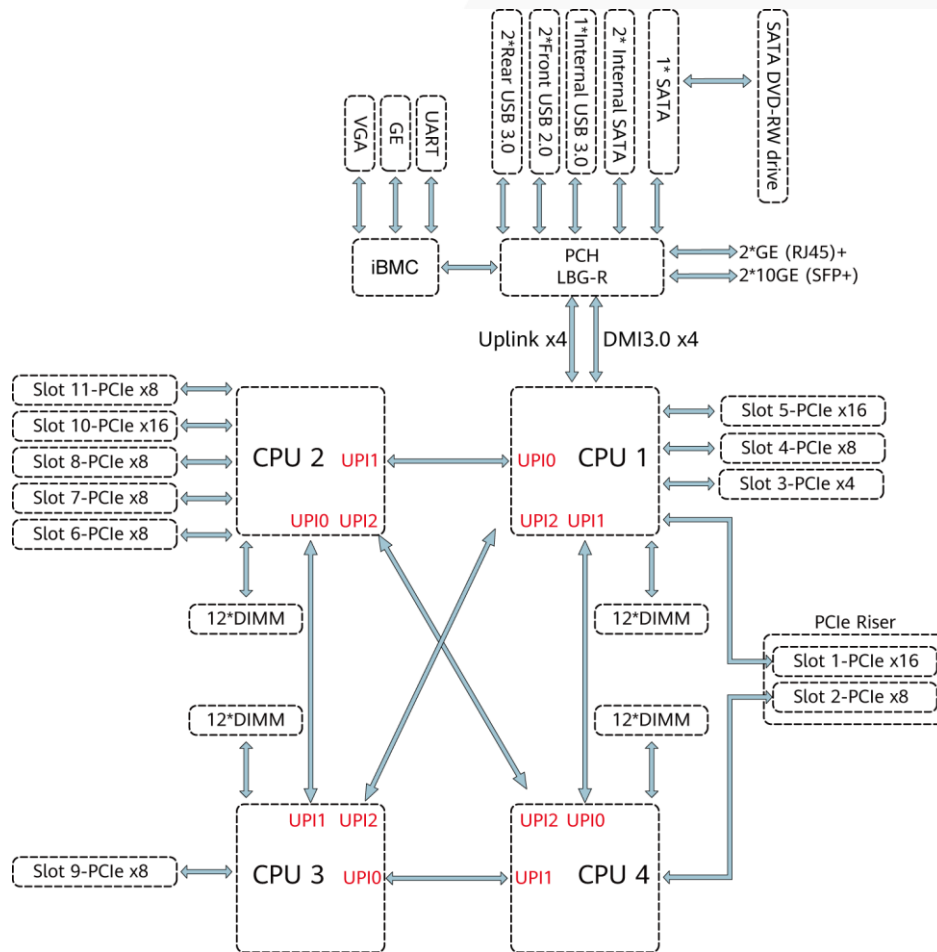 2*Rear USB 3.0
2*Front USB 2.0
1*Internal USB 3.0
2* Internal SATA
1* SATA
SATA DVD-RW drive
VGA
GE
UART
iBMC
PCH
LBG-R
2*GE (RJ45)+
2*10GE (SFP+)
Uplink x4
DMI3.0 x4
Slot 11-PCIe x8
Slot 10-PCIe x16
Slot 8-PCIe x8
Slot 7-PCIe x8
Slot 6-PCIe x8
CPU 2
UPI1
UPI0 UPI2
UPI0
CPU 1
UPI2 UPI1
Slot 5-PCIe x16
Slot 4-PCIe x8
Slot 3-PCIe x4
12*DIMM
12*DIMM
PCIe Riser
Slot 1-PCIe x16
Slot 2-PCIe x8
12*DIMM
12*DIMM
UPI1 UPI2
CPU 3
UPI0
UPI2 UPI0
UPI1
CPU 4
Slot 9-PCIe x8